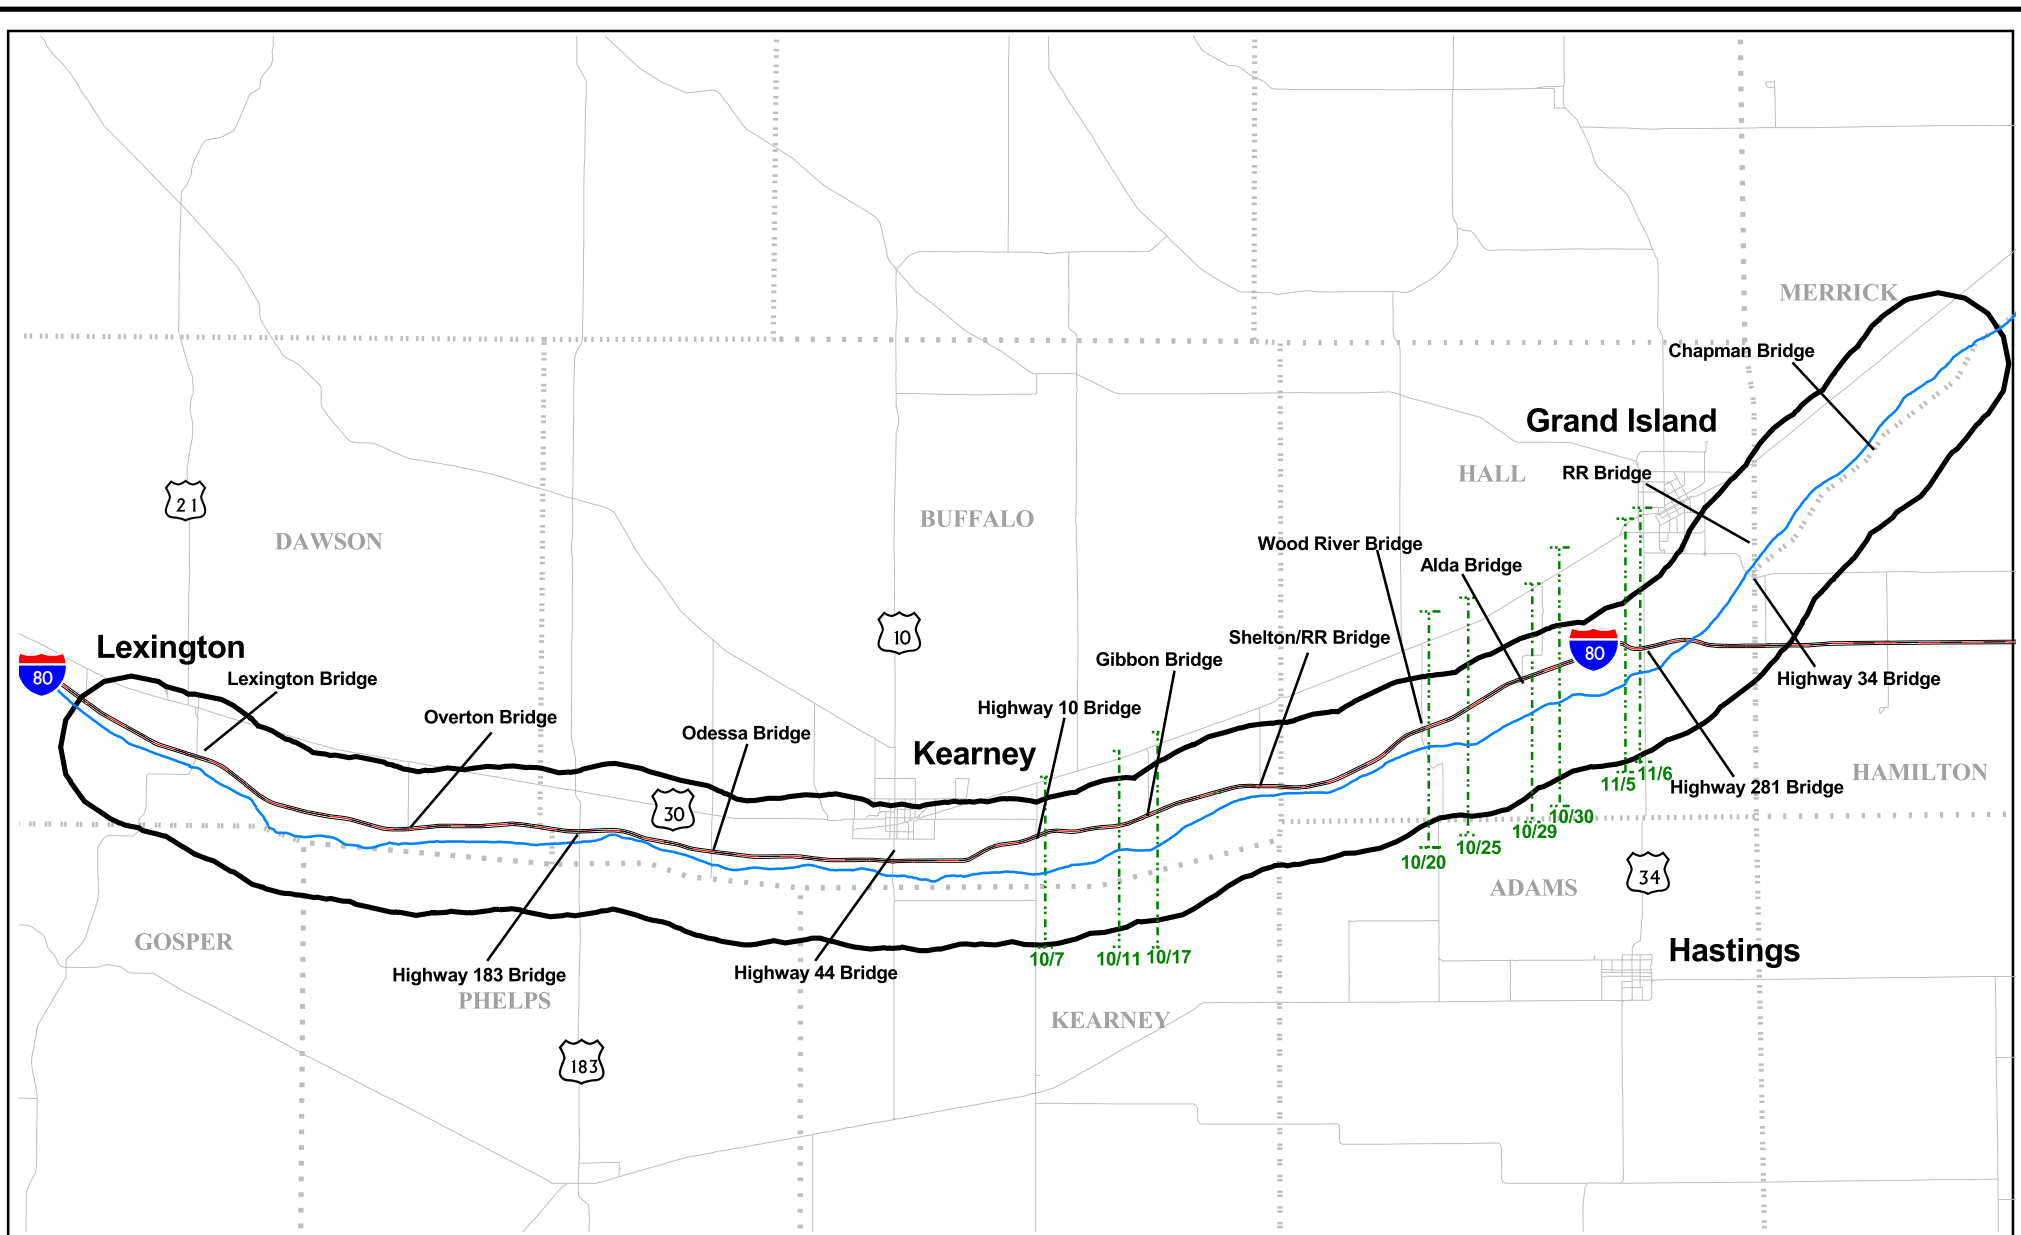 MERRICK
Chapman Bridge
Grand Island
RR Bridge
HALL
21
BUFFALO
DAWSON
Wood River Bridge
Alda Bridge
10
Shelton/RR Bridge
80
Lexington
Gibbon Bridge
80
Lexington Bridge
Highway 34 Bridge
Highway 10 Bridge
Overton Bridge
Odessa Bridge
Kearney
HAMILTON
11/6
11/5
Highway 281 Bridge
30
10/30
10/29
10/25
10/20
34
ADAMS
GOSPER
Hastings
10/7
10/11
10/17
Highway 183 Bridge
Highway 44 Bridge
PHELPS
KEARNEY
183